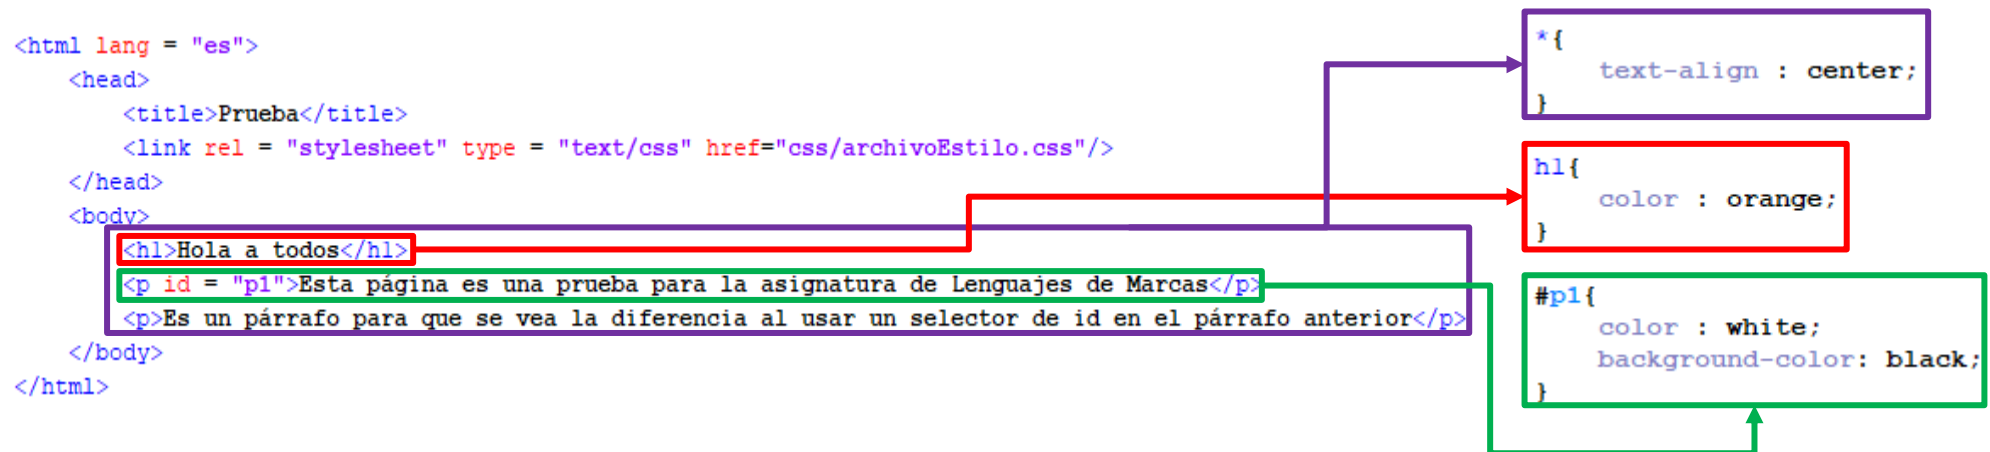 <html lang = "es">
<head>
<title>Prueba</title>
<link rel = "stylesheet" type = "text/css" href="css/archivoEstilo.css"/>
</head>
<body>
<h1>Hola a todos</h1>
<p id = "p1">Esta página es una prueba para la asignatura de Lenguajes de Marcas</p>
<p>Es un párrafo para que se vea la diferencia al usar un selector de id en el párrafo anterior</p>
</body>
</html>
*{
text-align : center;
}
h1{
color : orange;
}
#p1{
color : white;
background-color: black;
}